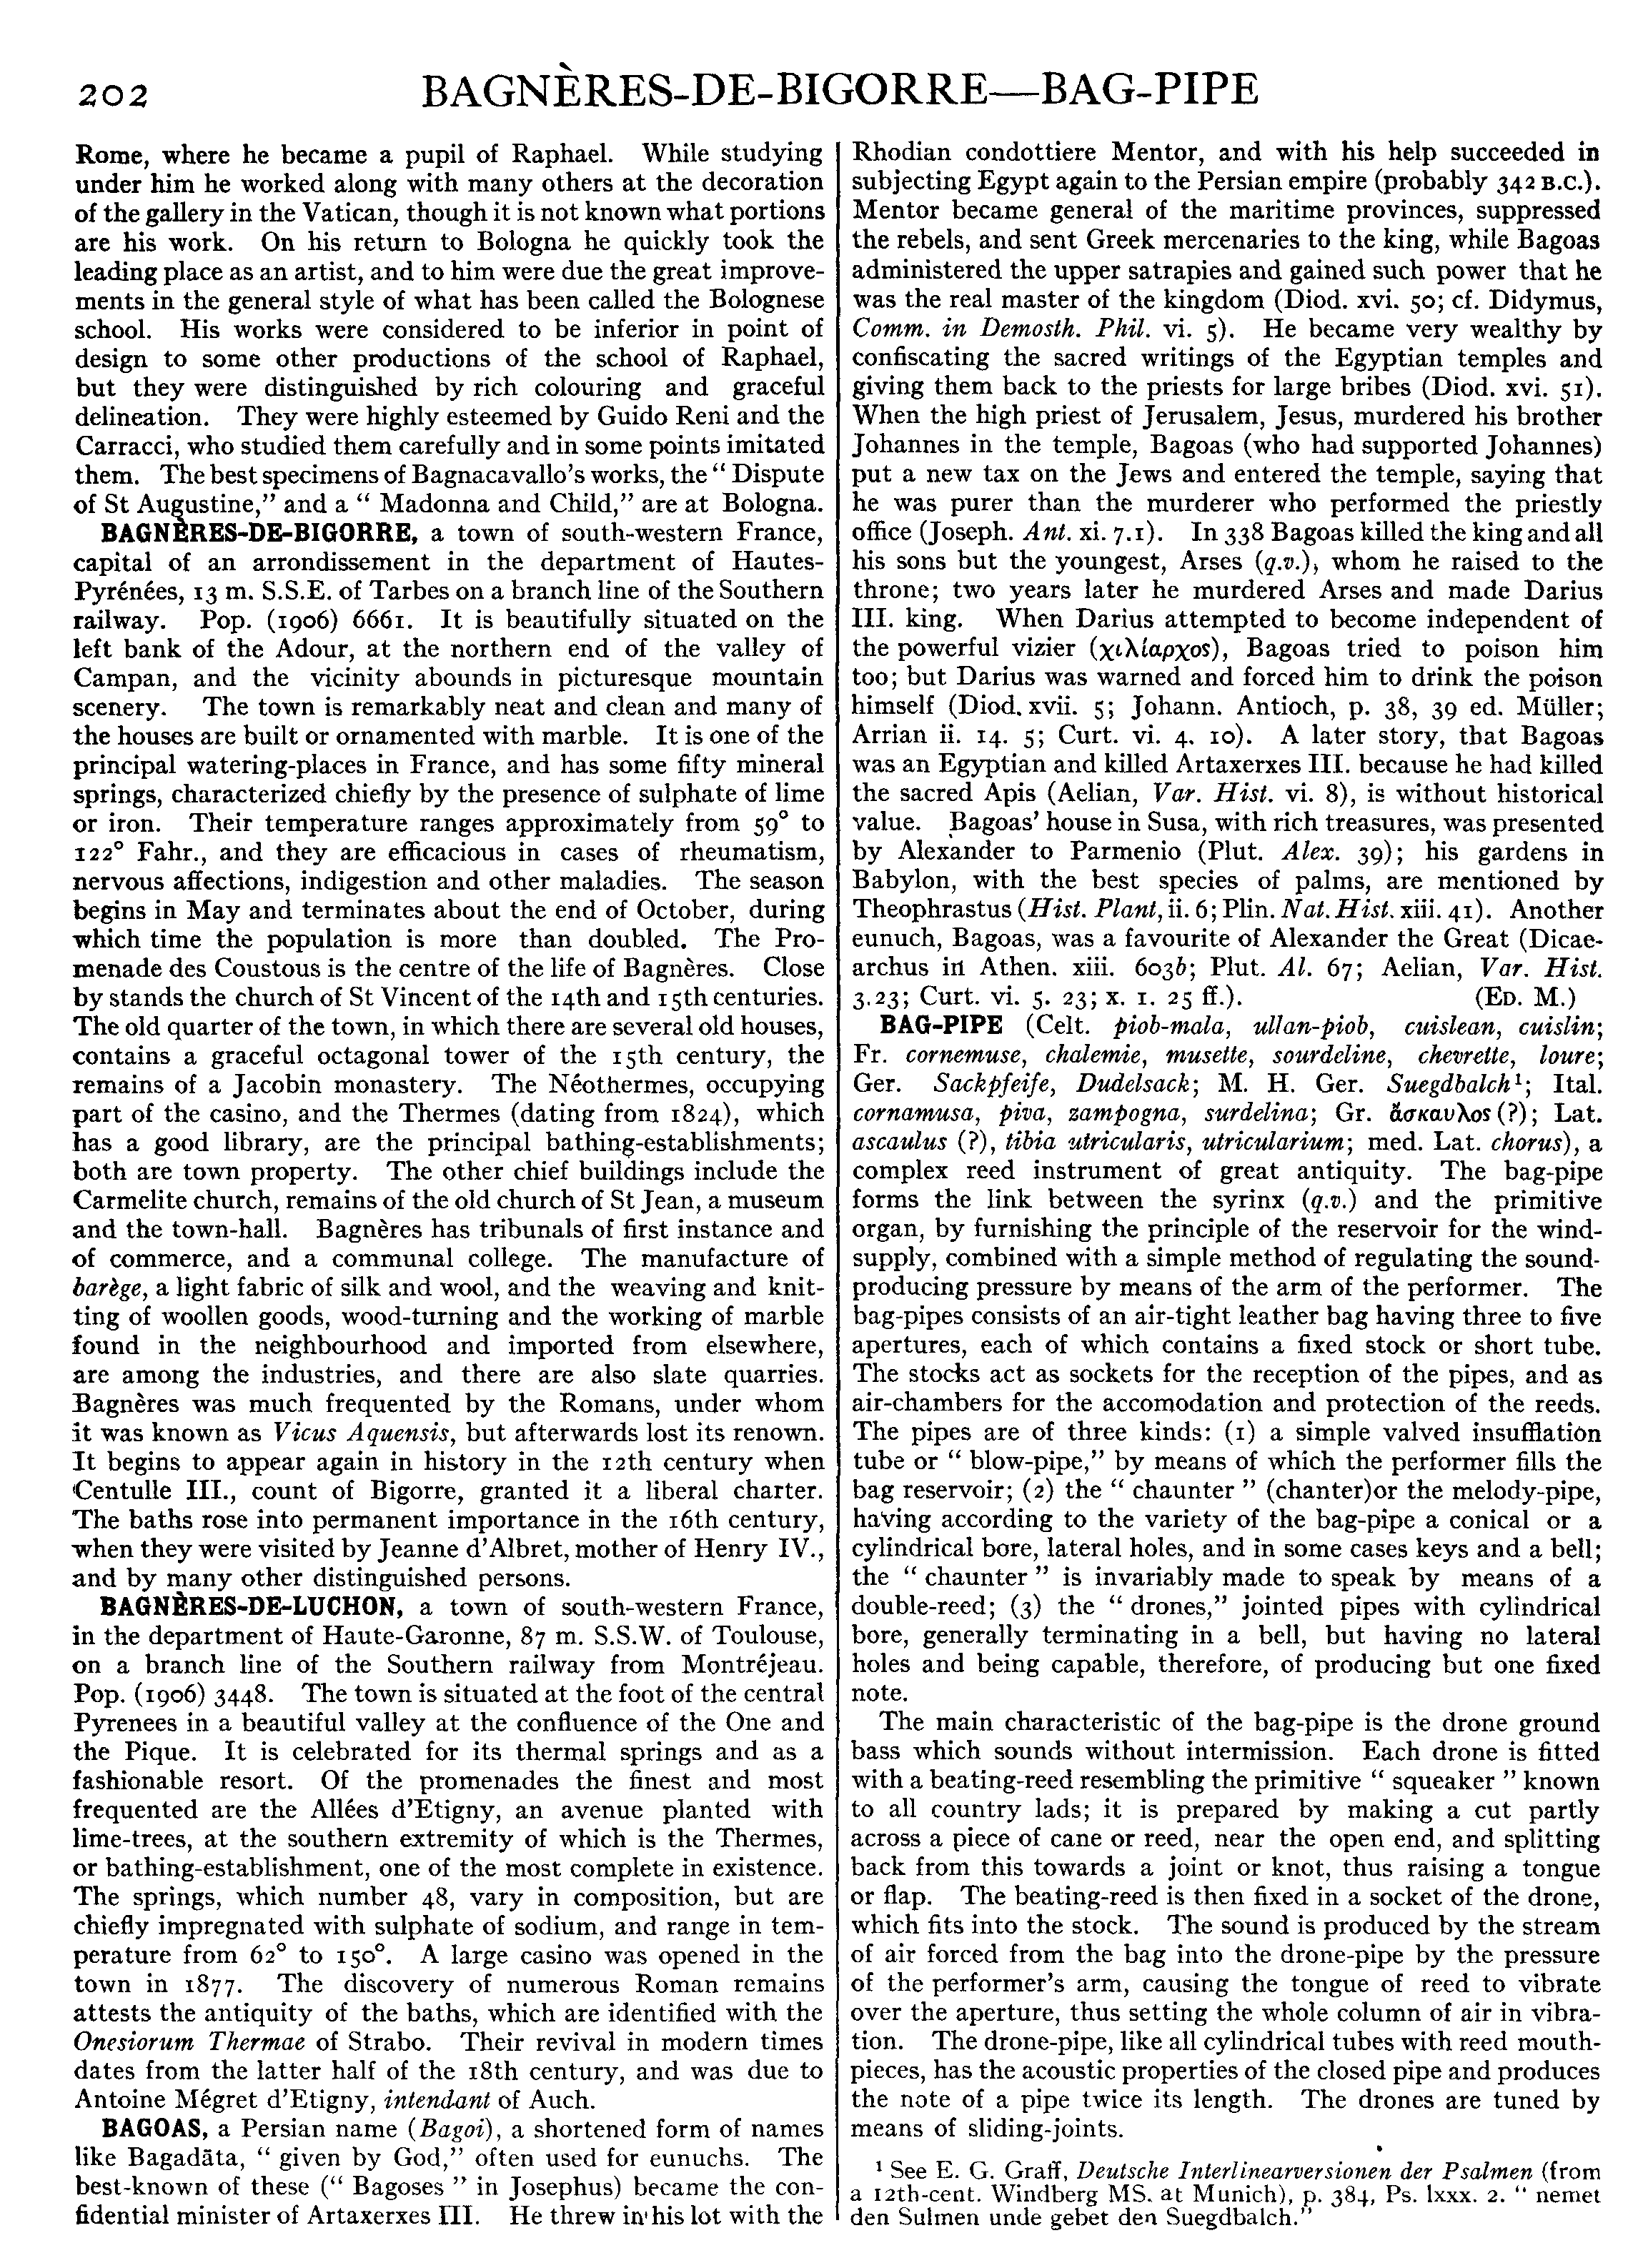 202
BAGNÈRES-DE-BIGORRE—BAG-PIPE
Rome, where he became a pupil of Raphael. While studying
under him he worked along with many others at the decoration
of the gallery in the Vatican, though it is not known what portions
are his work. On his return to Bologna he quickly took the
leading place as an artist, and to him were due the great improve-
ments in the general style of what has been called the Bolognese
school. His works were considered to be inferior in point of
design to some other productions of the school of Raphael,
but they were distinguished by rich colouring and graceful
delineation. They were highly esteemed by Guido Reni and the
Carracci, who studied them carefully and in some points imitated
them. The best specimens of Bagnacavallo's works, the “ Dispute
of St Augustine,” and a “ Madonna and Child,” are at Bologna.
BAGNÈRES-DE-BIGORRE, a town of south-western France,
capital of an arrondissement in the department of Hautes-
Pyrénées, 13 m. S.S.E. of Tarbes on a branch line of the Southern
railway. Pop. (1906) 6661. It is beautifully situated on the
left bank of the Adour, at the northern end of the valley of
Campan, and the vicinity abounds in picturesque mountain
scenery. The town is remarkably neat and clean and many of
the houses are built or ornamented with marble. It is one of the
principal watering-places in France, and has some fifty mineral
springs, characterized chiefly by the presence of sulphate of lime
or iron. Their temperature ranges approximately from 59° to
122° Fahr., and they are efficacious in cases of rheumatism,
nervous affections, indigestion and other maladies. The season
begins in May and terminates about the end of October, during
which time the population is more than doubled. The Pro-
menade des Coustous is the centre of the life of Bagnères. Close
by stands the church of St Vincent of the 14th and 15th centuries.
The old quarter of the town, in which there are several old houses,
contains a graceful octagonal tower of the 15th century, the
remains of a Jacobin monastery. The Néothermes, occupying
part of the casino, and the Thermes (dating from 1824), which
has a good library, are the principal bathing-establishments;
both are town property. The other chief buildings include the
Carmelite church, remains of the old church of St Jean, a museum
and the town-hall. Bagnères has tribunals of first instance and
of commerce, and a communal college. The manufacture of
barège, a light fabric of silk and wool, and the weaving and knit-
ting of woollen goods, wood-turning and the working of marble
found in the neighbourhood and imported from elsewhere,
are among the industries, and there are also slate quarries.
Bagnères was much frequented by the Romans, under whom
it was known as Vicus Aquensis, but afterwards lost its renown.
It begins to appear again in history in the 12th century when
Centulle III., count of Bigorre, granted it a liberal charter.
The baths rose into permanent importance in the 16th century,
when they were visited by Jeanne d'Albret, mother of Henry IV.,
and by many other distinguished persons.
BAGNÈRES-DE-LUCHON, a town of south-western France,
in the department of Haute-Garonne, 87 m. S.S.W. of Toulouse,
on a branch line of the Southern railway from Montréjeau.
Pop. (1906) 3448. The town is situated at the foot of the central
Pyrenees in a beautiful valley at the confluence of the One and
the Pique. It is celebrated for its thermal springs and as a
fashionable resort. Of the promenades the finest and most
frequented are the Allées d'Etigny, an avenue planted with
lime-trees, at the southern extremity of which is the Thermes,
or bathing-establishment, one of the most complete in existence.
The springs, which number 48, vary in composition, but are
chiefly impregnated with sulphate of sodium, and range in tem-
perature from 62° to 150°. A large casino was opened in the
town in 1877. The discovery of numerous Roman remains
attests the antiquity of the baths, which are identified with the
Onesiorum Thermae of Strabo. Their revival in modern times
dates from the latter half of the 18th century, and was due to
Antoine Mégret d'Etigny, intendant of Auch.
BAGOAS, a Persian name (Bagoi), a shortened form of names
like Bagadāta, “ given by God,” often used for eunuchs. The
best-known of these (“ Bagoses ” in Josephus) became the con-
fidential minister of Artaxerxes III. He threw in his lot with the
Rhodian condottiere Mentor, and with his help succeeded in
subjecting Egypt again to the Persian empire (probably 342 B.C.).
Mentor became general of the maritime provinces, suppressed
the rebels, and sent Greek mercenaries to the king, while Bagoas
administered the upper satrapies and gained such power that he
was the real master of the kingdom (Diod. xvi. 50; cf. Didymus,
Comm. in Demosth. Phil. vi. 5). He became very wealthy by
confiscating the sacred writings of the Egyptian temples and
giving them back to the priests for large bribes (Diod. xvi. 51).
When the high priest of Jerusalem, Jesus, murdered his brother
Johannes in the temple, Bagoas (who had supported Johannes)
put a new tax on the Jews and entered the temple, saying that
he was purer than the murderer who performed the priestly
office (Joseph. Ant. xi. 7.1). In 338 Bagoas killed the king and all
his sons but the youngest, Arses (q.v.), whom he raised to the
throne; two years later he murdered Arses and made Darius
III. king. When Darius attempted to become independent of
the powerful vizier (χιλίαρχος), Bagoas tried to poison him
too; but Darius was warned and forced him to drink the poison
himself (Diod. xvii. 5; Johann. Antioch, p. 38, 39 ed. Müller;
Arrian ii. 14. 5; Curt. vi. 4. 10). A later story, that Bagoas
was an Egyptian and killed Artaxerxes III. because he had killed
the sacred Apis (Aelian, Var. Hist. vi. 8), is without historical
value. Bagoas' house in Susa, with rich treasures, was presented
by Alexander to Parmenio (Plut. Alex. 39); his gardens in
Babylon, with the best species of palms, are mentioned by
Theophrastus (Hist. Plant, ii. 6; Plin. Nat. Hist. xiii. 41). Another
eunuch, Bagoas, was a favourite of Alexander the Great (Dicae-
archus in Athen. xiii. 603b; Plut. Al. 67; Aelian, Var. Hist.
3.23; Curt. vi. 5. 23; x. 1. 25 ff.). (ED. M.)
BAG-PIPE (Celt. piob-mala, ullan-piob, cuislean, cuislin;
Fr. cornemuse, chalemie, musette, sourdeline, chevrette, loure;
Ger. Sackpfeife, Dudelsack; M. H. Ger. Suegdbalch¹; Ital.
cornamusa, piva, zampogna, surdelina; Gr. ἄσκαυλος (?); Lat.
ascaulus (?), tibia utricularis, utricularium; med. Lat. chorus), a
complex reed instrument of great antiquity. The bag-pipe
forms the link between the syrinx (q.v.) and the primitive
organ, by furnishing the principle of the reservoir for the wind-
supply, combined with a simple method of regulating the sound-
producing pressure by means of the arm of the performer. The
bag-pipes consists of an air-tight leather bag having three to five
apertures, each of which contains a fixed stock or short tube.
The stocks act as sockets for the reception of the pipes, and as
air-chambers for the accomodation and protection of the reeds.
The pipes are of three kinds: (1) a simple valved insufflation
tube or “ blow-pipe,” by means of which the performer fills the
bag reservoir; (2) the “ chaunter ” (chanter)or the melody-pipe,
having according to the variety of the bag-pipe a conical or a
cylindrical bore, lateral holes, and in some cases keys and a bell;
the “ chaunter ” is invariably made to speak by means of a
double-reed; (3) the “ drones,” jointed pipes with cylindrical
bore, generally terminating in a bell, but having no lateral
holes and being capable, therefore, of producing but one fixed
note.
The main characteristic of the bag-pipe is the drone ground
bass which sounds without intermission. Each drone is fitted
with a beating-reed resembling the primitive “ squeaker ” known
to all country lads; it is prepared by making a cut partly
across a piece of cane or reed, near the open end, and splitting
back from this towards a joint or knot, thus raising a tongue
or flap. The beating-reed is then fixed in a socket of the drone,
which fits into the stock. The sound is produced by the stream
of air forced from the bag into the drone-pipe by the pressure
of the performer's arm, causing the tongue of reed to vibrate
over the aperture, thus setting the whole column of air in vibra-
tion. The drone-pipe, like all cylindrical tubes with reed mouth-
pieces, has the acoustic properties of the closed pipe and produces
the note of a pipe twice its length. The drones are tuned by
means of sliding-joints.
¹ See E. G. Graff, Deutsche Interlinearversionen der Psalmen (from
a 12th-cent. Windberg MS. at Munich), p. 384, Ps. lxxx. 2. “ nemet
den Sulmen unde gebet den Suegdbalch.”